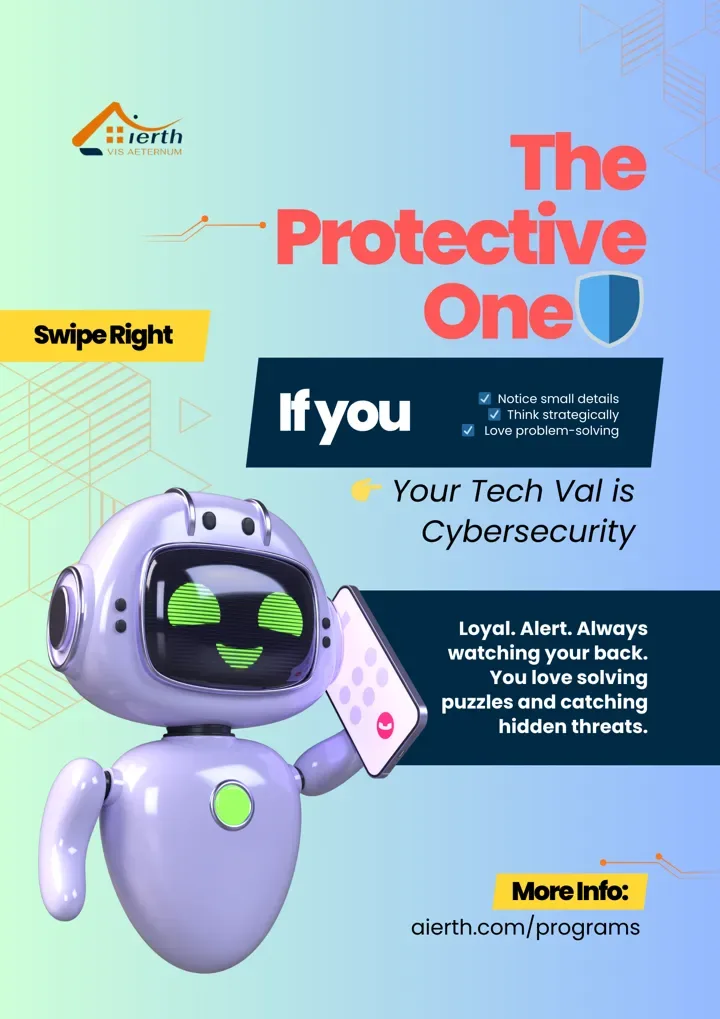 Aierth
VIS AETERNUM
The
Protective
One
Swipe Right
If you
Notice small details
Think strategically
Love problem-solving
Your Tech Val is
Cybersecurity
Loyal. Alert. Always
watching your back.
You love solving
puzzles and catching
hidden threats.
More Info:
aierth.com/programs